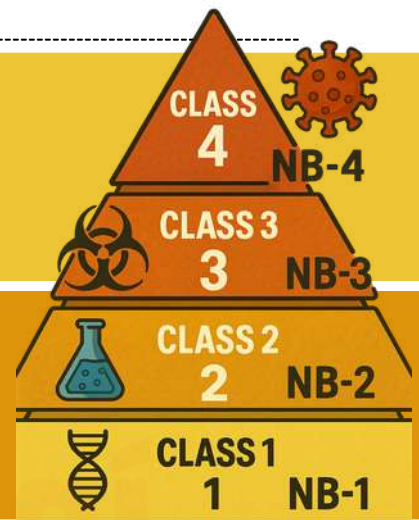 CLASS
4
NB-4
CLASS 3
3 NB-3
CLASS 2
2 NB-2
CLASS 1
1 NB-1